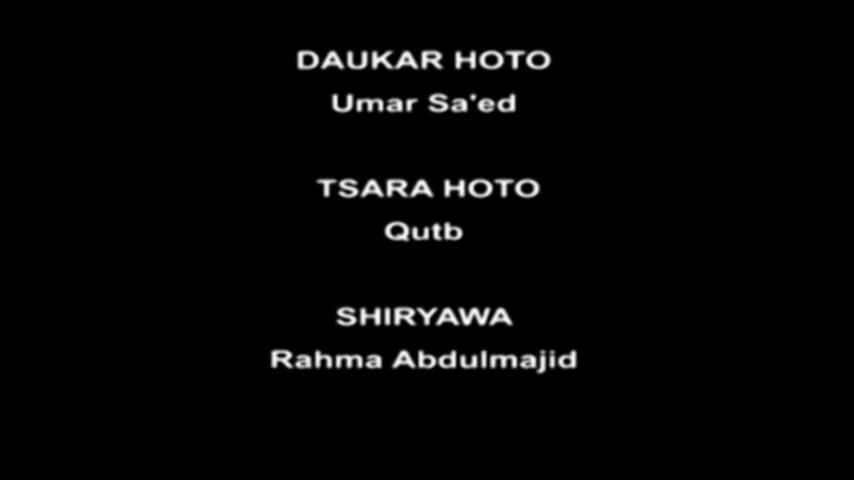 DAUKAR HOTO
Umar Sa'ed
TSARA HOTO
Qutb
SHIRYAWA
Rahma Abdulmajid